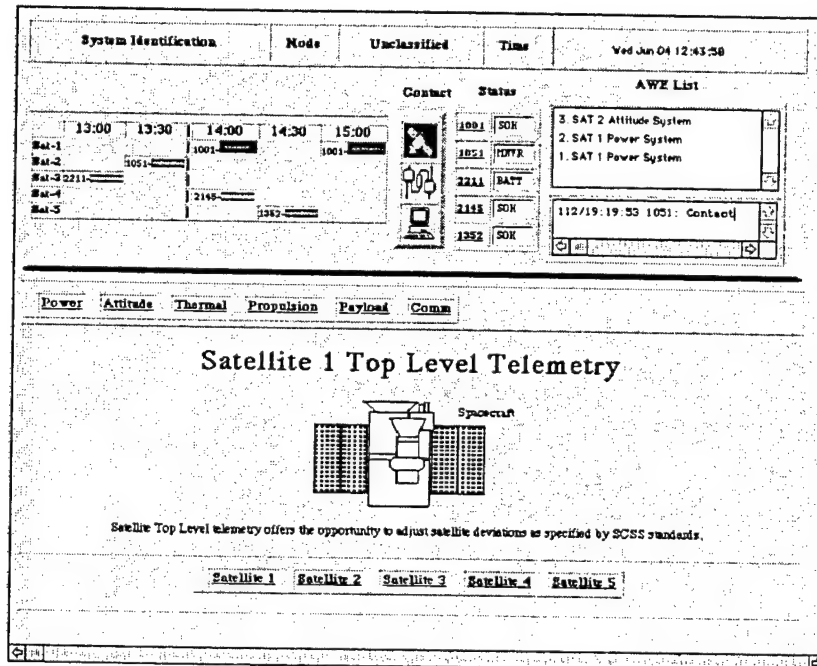 System Identification Node Unclassified Time Wed Jun 04 12:43:58
Contact Status AWE List
13:00 13:30 14:00 14:30 15:00
Sat-1 1001- 1001-
Sat-2 1051-
Sat-3 2211-
Sat-4 2145-
Sat-5 1352-
1001 SOH
1051 MNVR
2211 BATT
2145 SOH
1352 SOH
3. SAT 2 Attitude System
2. SAT 1 Power System
1. SAT 1 Power System
112/19:19:53 1051: Contact
Power Attitude Thermal Propulsion Payload Comm
Satellite 1 Top Level Telemetry
Spacecraft
Satellite Top Level telemetry offers the opportunity to adjust satellite deviations as specified by SCSS standards.
Satellite 1 Satellite 2 Satellite 3 Satellite 4 Satellite 5